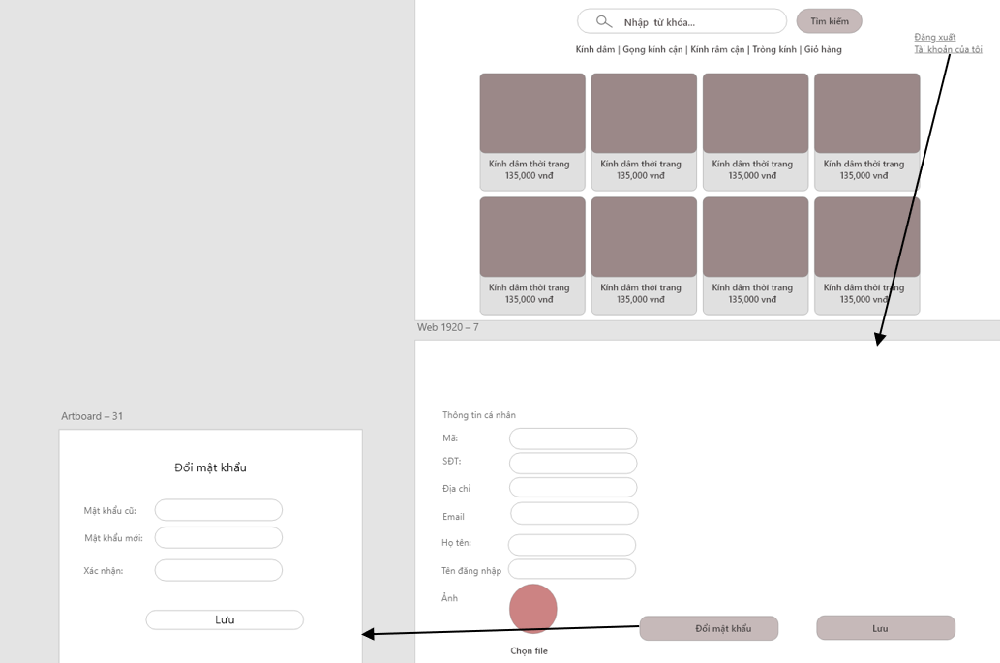 Nhập từ khóa...
Tìm kiếm
Đăng xuất
Tài khoản của tôi
Kính dâm | Gọng kính cận | Kính râm cận | Tròng kính | Giỏ hàng
Kính dâm thời trang
135,000 vnđ
Kính dâm thời trang
135,000 vnđ
Kính dâm thời trang
135,000 vnđ
Kính dâm thời trang
135,000 vnđ
Kính dâm thời trang
135,000 vnđ
Kính dâm thời trang
135,000 vnđ
Kính dâm thời trang
135,000 vnđ
Kính dâm thời trang
135,000 vnđ
Web 1920 – 7
Thông tin cá nhân
Mã:
SĐT:
Địa chỉ
Email
Họ tên:
Tên đăng nhập
Ảnh
Chọn file
Đổi mật khẩu
Lưu
Artboard – 31
Đổi mật khẩu
Mật khẩu cũ:
Mật khẩu mới:
Xác nhận:
Lưu